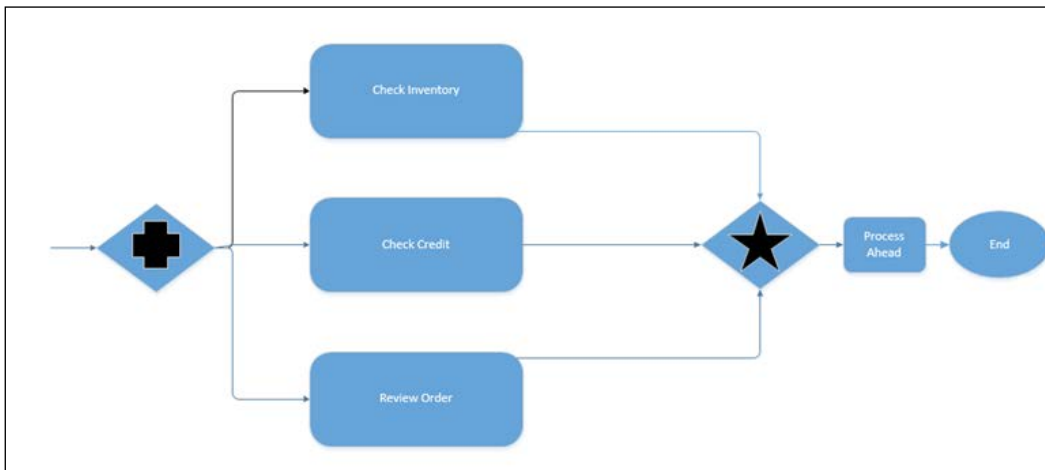 Check Inventory
Check Credit
Process
Ahead
End
Review Order